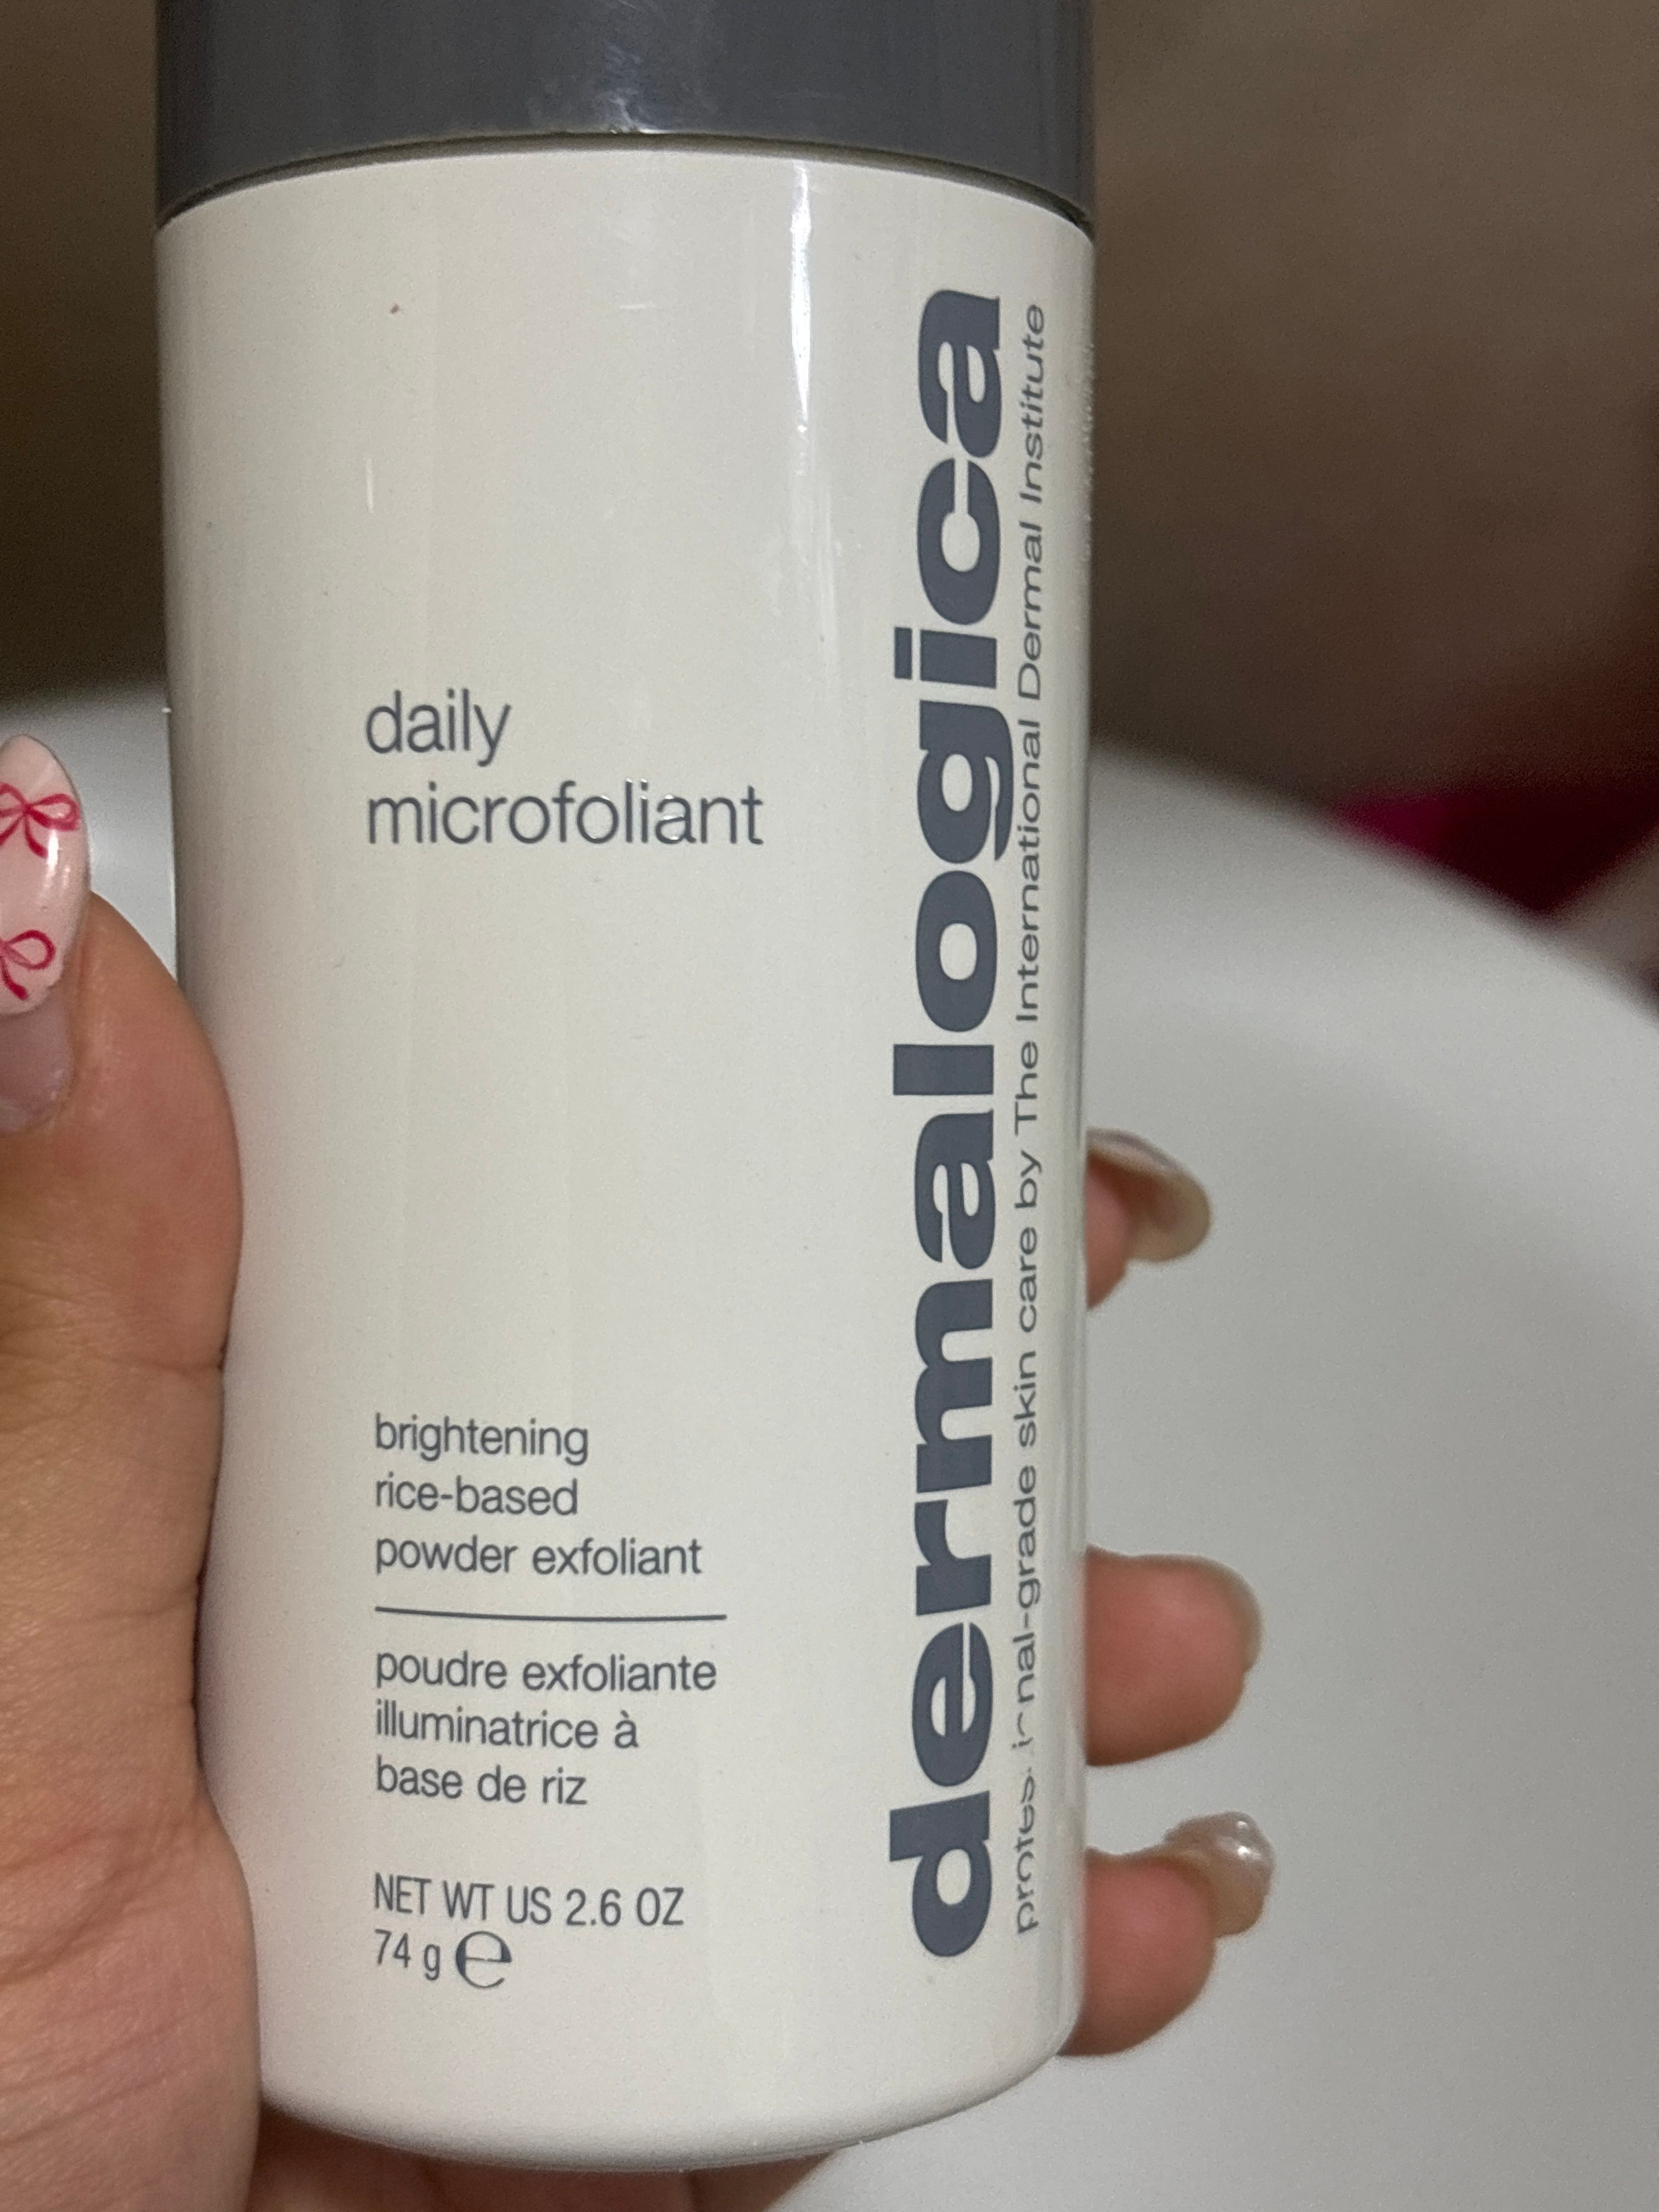 daily
microfoliant
brightening
rice-based
powder exfoliant
poudre exfoliante
illuminatrice à
base de riz
NET WT US 2.6 OZ
74 g ℮
dermalogica
-grade skin care by The International Dermal Institute